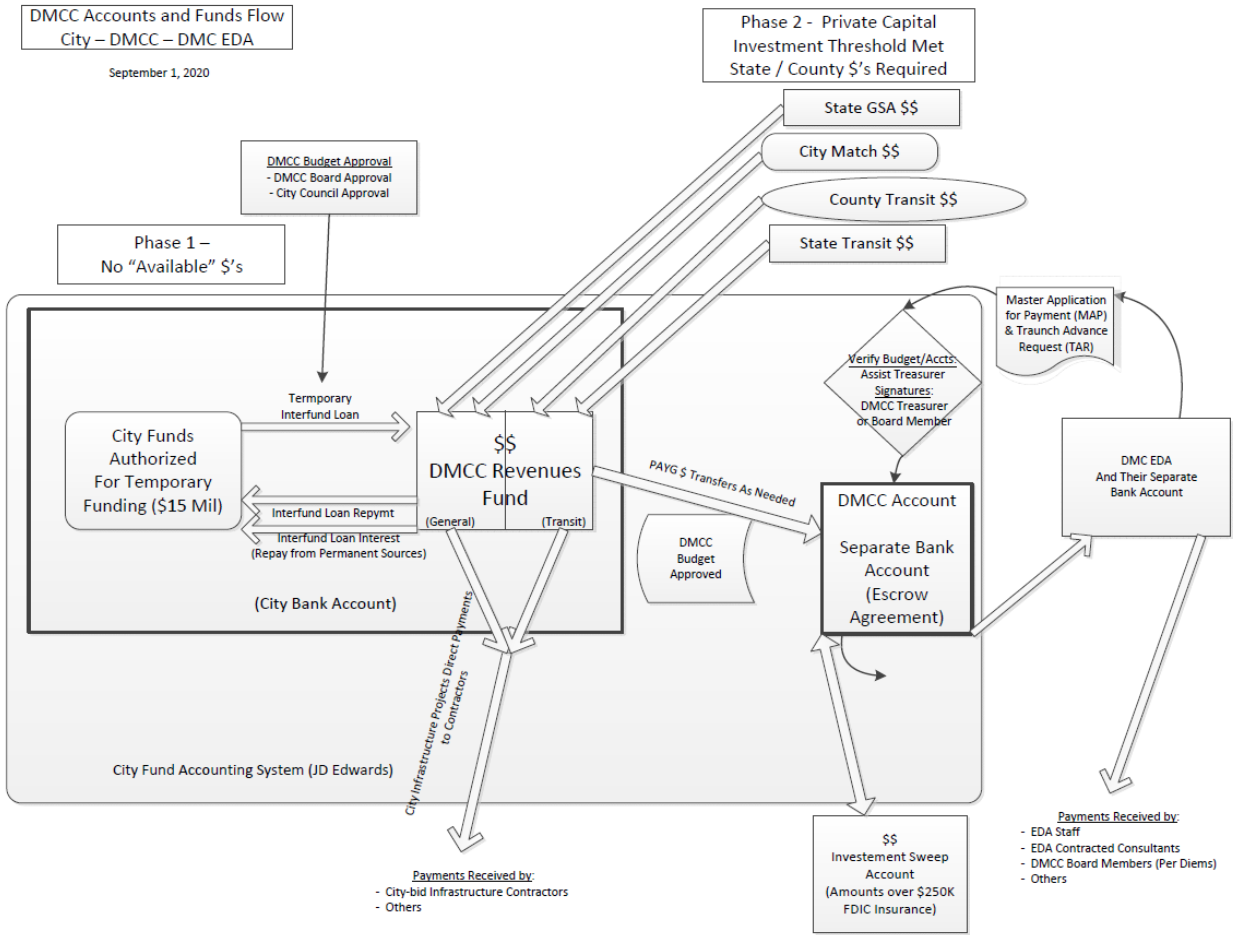 DMCC Accounts and Funds Flow
City – DMCC – DMC EDA
September 1, 2020
Phase 2 - Private Capital
Investment Threshold Met
State / County $'s Required
State GSA $$
City Match $$
County Transit $$
State Transit $$
DMCC Budget Approval
- DMCC Board Approval
- City Council Approval
Phase 1 –
No “Available” $'s
Master Application
for Payment (MAP)
& Traunch Advance
Request (TAR)
Verify Budget/Accts:
Assist Treasurer
Signatures:
DMCC Treasurer
or Board Member
Termporary
Interfund Loan
City Funds
Authorized
For Temporary
Funding ($15 Mil)
$$
DMCC Revenues
Fund
(General)
(Transit)
Interfund Loan Repymt
Interfund Loan Interest
(Repay from Permanent Sources)
(City Bank Account)
PAYG $ Transfers As Needed
DMCC
Budget
Approved
DMCC Account
Separate Bank
Account
(Escrow
Agreement)
DMC EDA
And Their Separate
Bank Account
City Infrastructure Projects Direct Payments
to Contractors
City Fund Accounting System (JD Edwards)
Payments Received by:
- City-bid Infrastructure Contractors
- Others
$$
Investement Sweep
Account
(Amounts over $250K
FDIC Insurance)
Payments Received by:
- EDA Staff
- EDA Contracted Consultants
- DMCC Board Members (Per Diems)
- Others